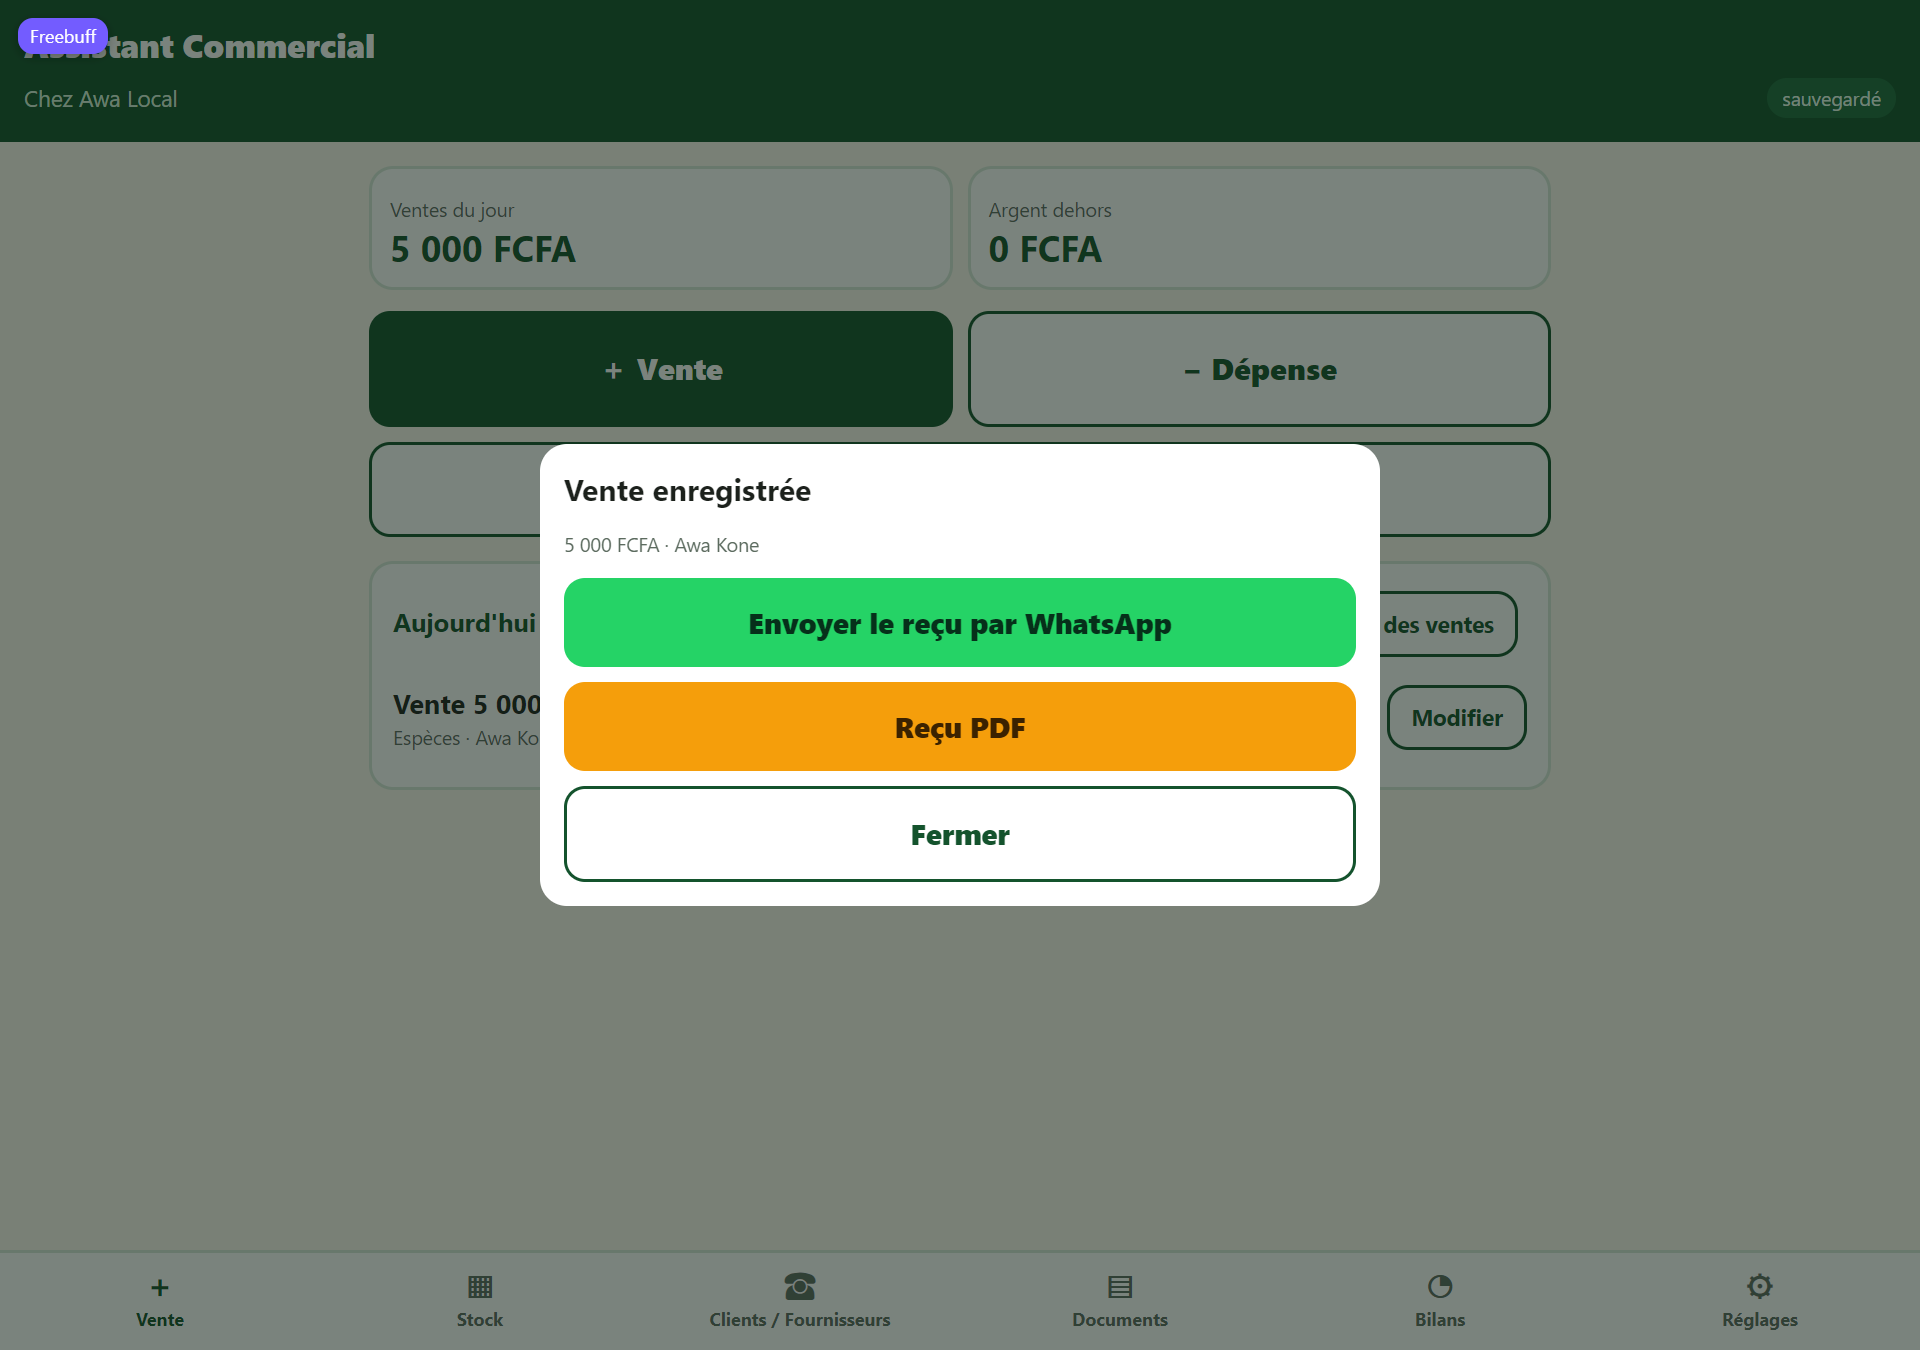 Freebuff
Assistant Commercial
Chez Awa Local
sauvegardé
Ventes du jour
5 000 FCFA
Argent dehors
0 FCFA
+ Vente
− Dépense
Vente enregistrée
5 000 FCFA · Awa Kone
Envoyer le reçu par WhatsApp
Reçu PDF
Fermer
Aujourd'hui
des ventes
Vente 5 000
Espèces · Awa Ko
Modifier
Vente
Stock
Clients / Fournisseurs
Documents
Bilans
Réglages